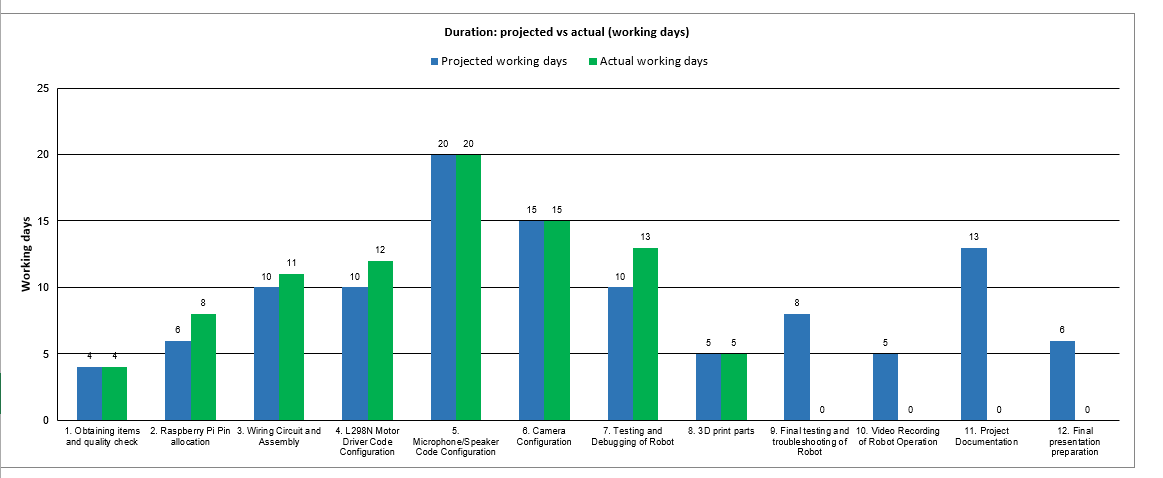 Duration: projected vs actual (working days)
Projected working days Actual working days
Working days
25
20
15
10
5
0
4 4
6 8
10 11
10 12
20 20
15 15
10 13
5 5
8 0
5 0
13 0
6 0
1. Obtaining items
and quality check
2. Raspberry Pi Pin
allocation
3. Wiring Circuit and
Assembly
4. L298N Motor
Driver Code
Configuration
5.
Microphone/Speaker
Code Configuration
6. Camera
Configuration
7. Testing and
Debugging of Robot
8. 3D print parts
9. Final testing and
troubleshooting of
Robot
10. Video Recording
of Robot Operation
11. Project
Documentation
12. Final
presentation
preparation